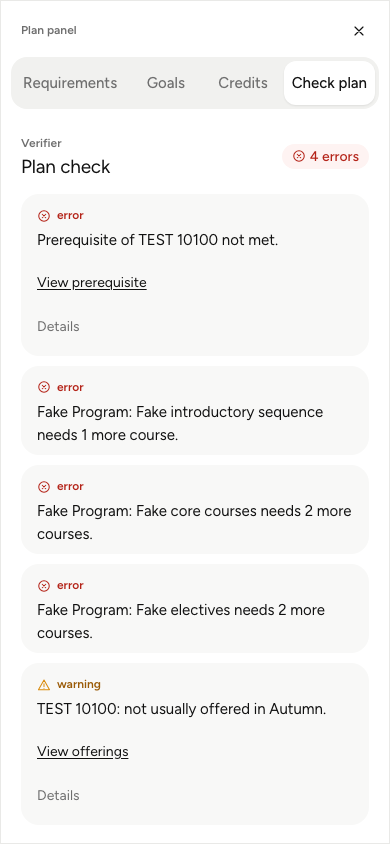 Plan panel
Requirements Goals Credits Check plan
Verifier
Plan check
4 errors
error
Prerequisite of TEST 10100 not met.
View prerequisite
Details
error
Fake Program: Fake introductory sequence
needs 1 more course.
error
Fake Program: Fake core courses needs 2 more
courses.
error
Fake Program: Fake electives needs 2 more
courses.
warning
TEST 10100: not usually offered in Autumn.
View offerings
Details